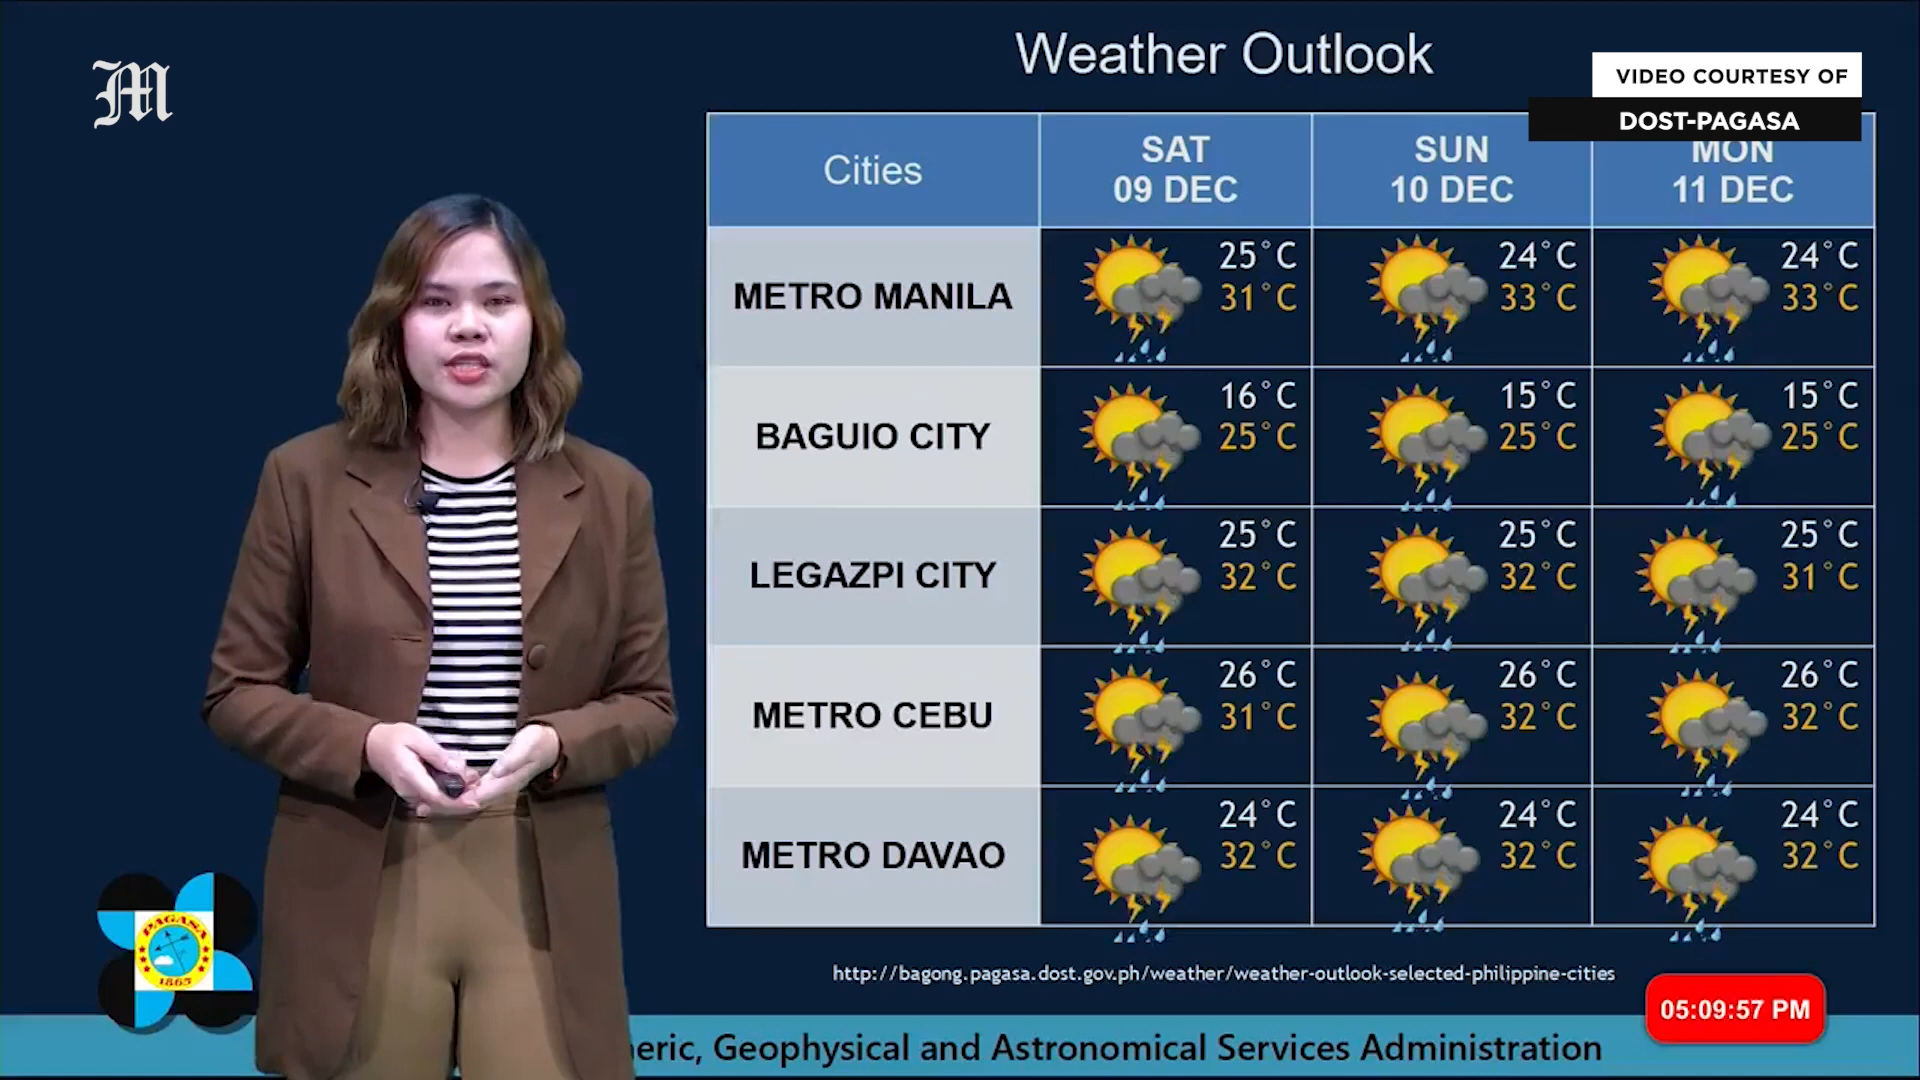 M
Weather Outlook
VIDEO COURTESY OF
DOST-PAGASA
Cities
SAT
09 DEC
SUN
10 DEC
MON
11 DEC
METRO MANILA
25°C
31°C
24°C
33°C
24°C
33°C
BAGUIO CITY
16°C
25°C
15°C
25°C
15°C
25°C
LEGAZPI CITY
25°C
32°C
25°C
32°C
25°C
31°C
METRO CEBU
26°C
31°C
26°C
32°C
26°C
32°C
METRO DAVAO
24°C
32°C
24°C
32°C
24°C
32°C
http://bagong.pagasa.dost.gov.ph/weather/weather-outlook-selected-philippine-cities
PAGASA
1865
05:09:57 PM
eric, Geophysical and Astronomical Services Administration